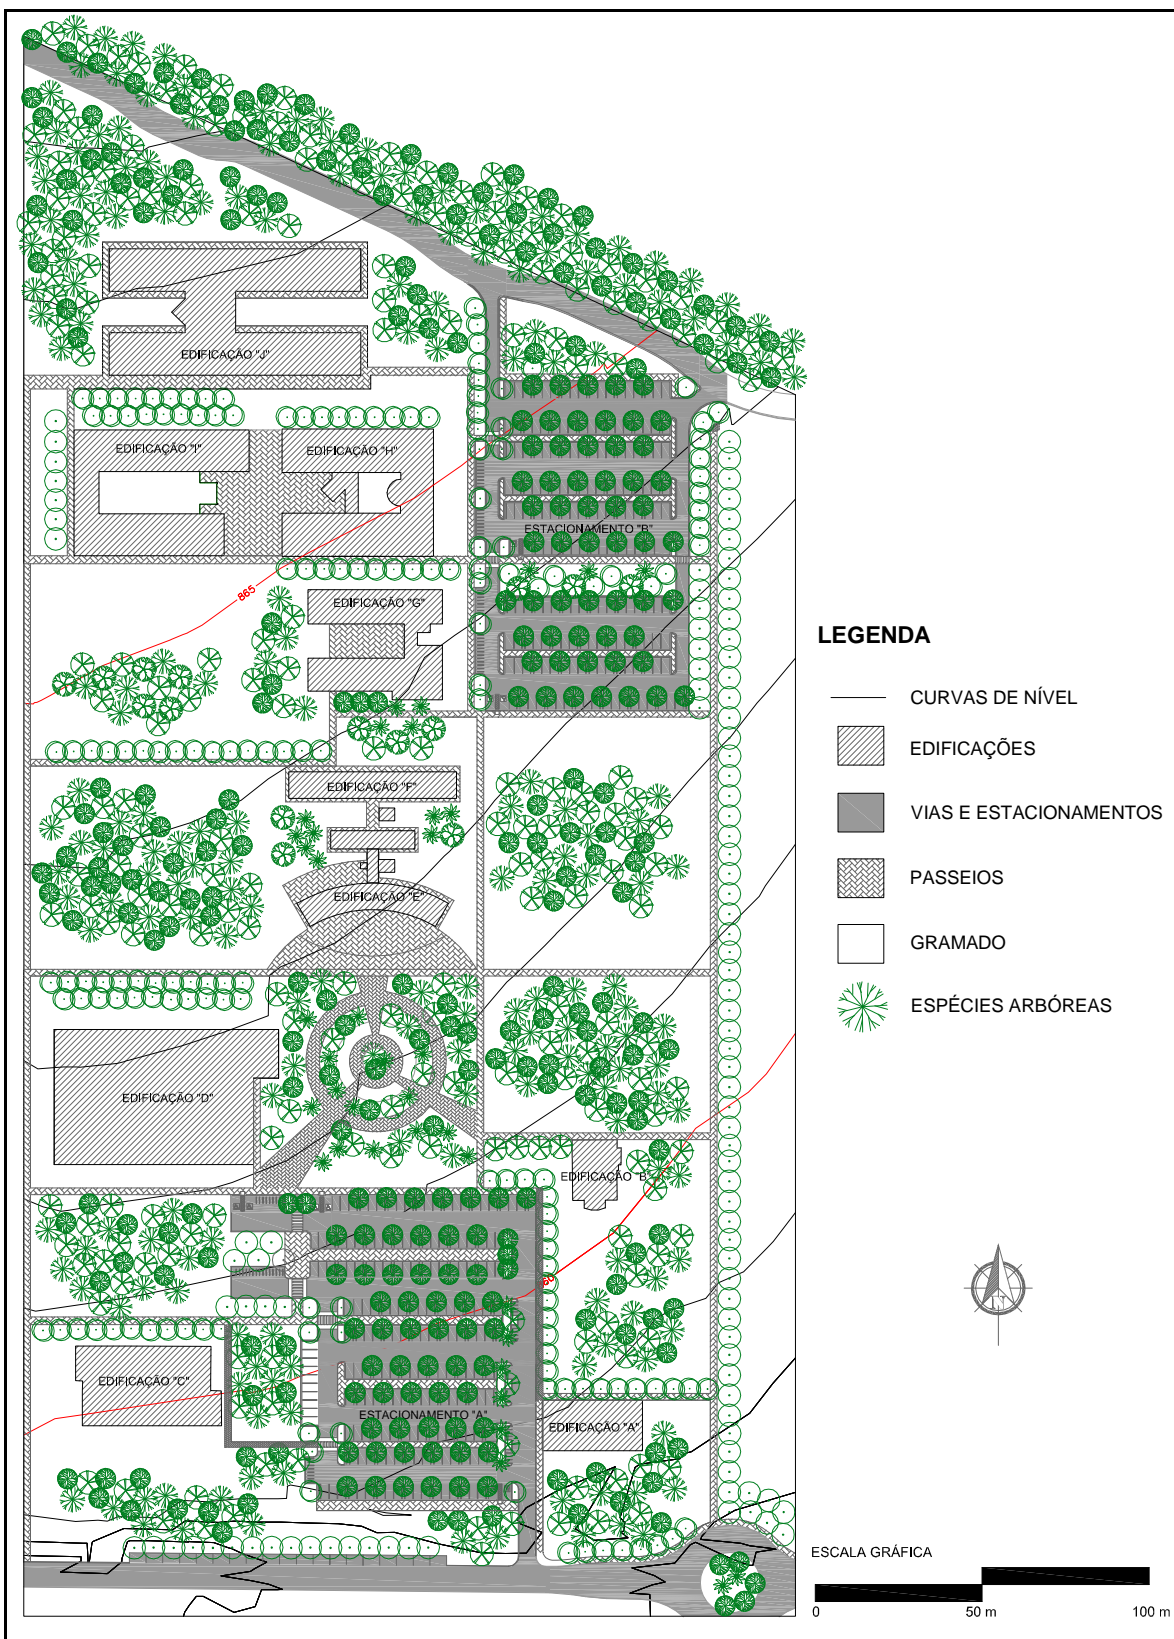 EDIFICAÇÃO "J"
EDIFICAÇÃO "I"
EDIFICAÇÃO "H"
ESTACIONAMENTO "B"
865
EDIFICAÇÃO "G"
EDIFICAÇÃO "F"
EDIFICAÇÃO "E"
EDIFICAÇÃO "D"
EDIFICAÇÃO "B"
EDIFICAÇÃO "C"
ESTACIONAMENTO "A"
EDIFICAÇÃO "A"
LEGENDA
CURVAS DE NÍVEL
EDIFICAÇÕES
VIAS E ESTACIONAMENTOS
PASSEIOS
GRAMADO
ESPÉCIES ARBÓREAS
ESCALA GRÁFICA
0 50 m 100 m